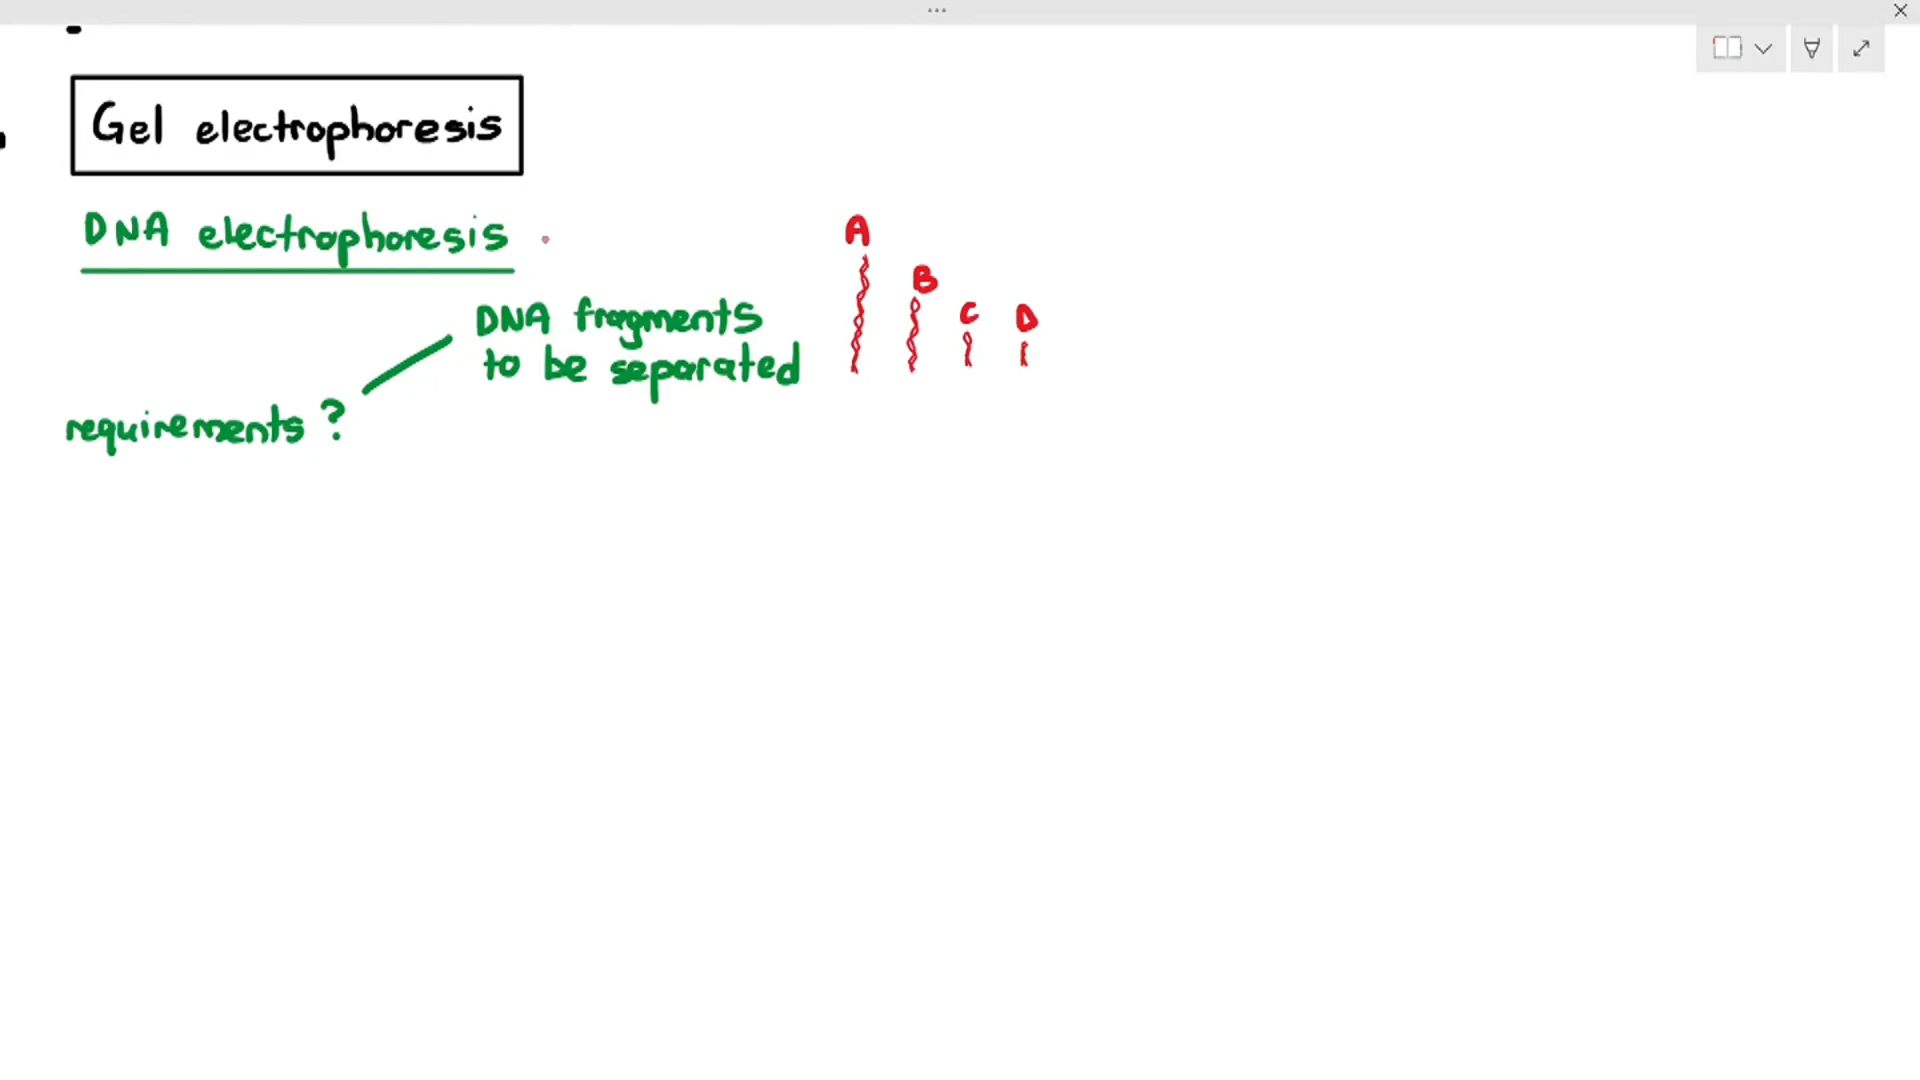 Gel electrophoresis
DNA electrophoresis
A
B
C
D
DNA fragments
to be separated
requirements ?